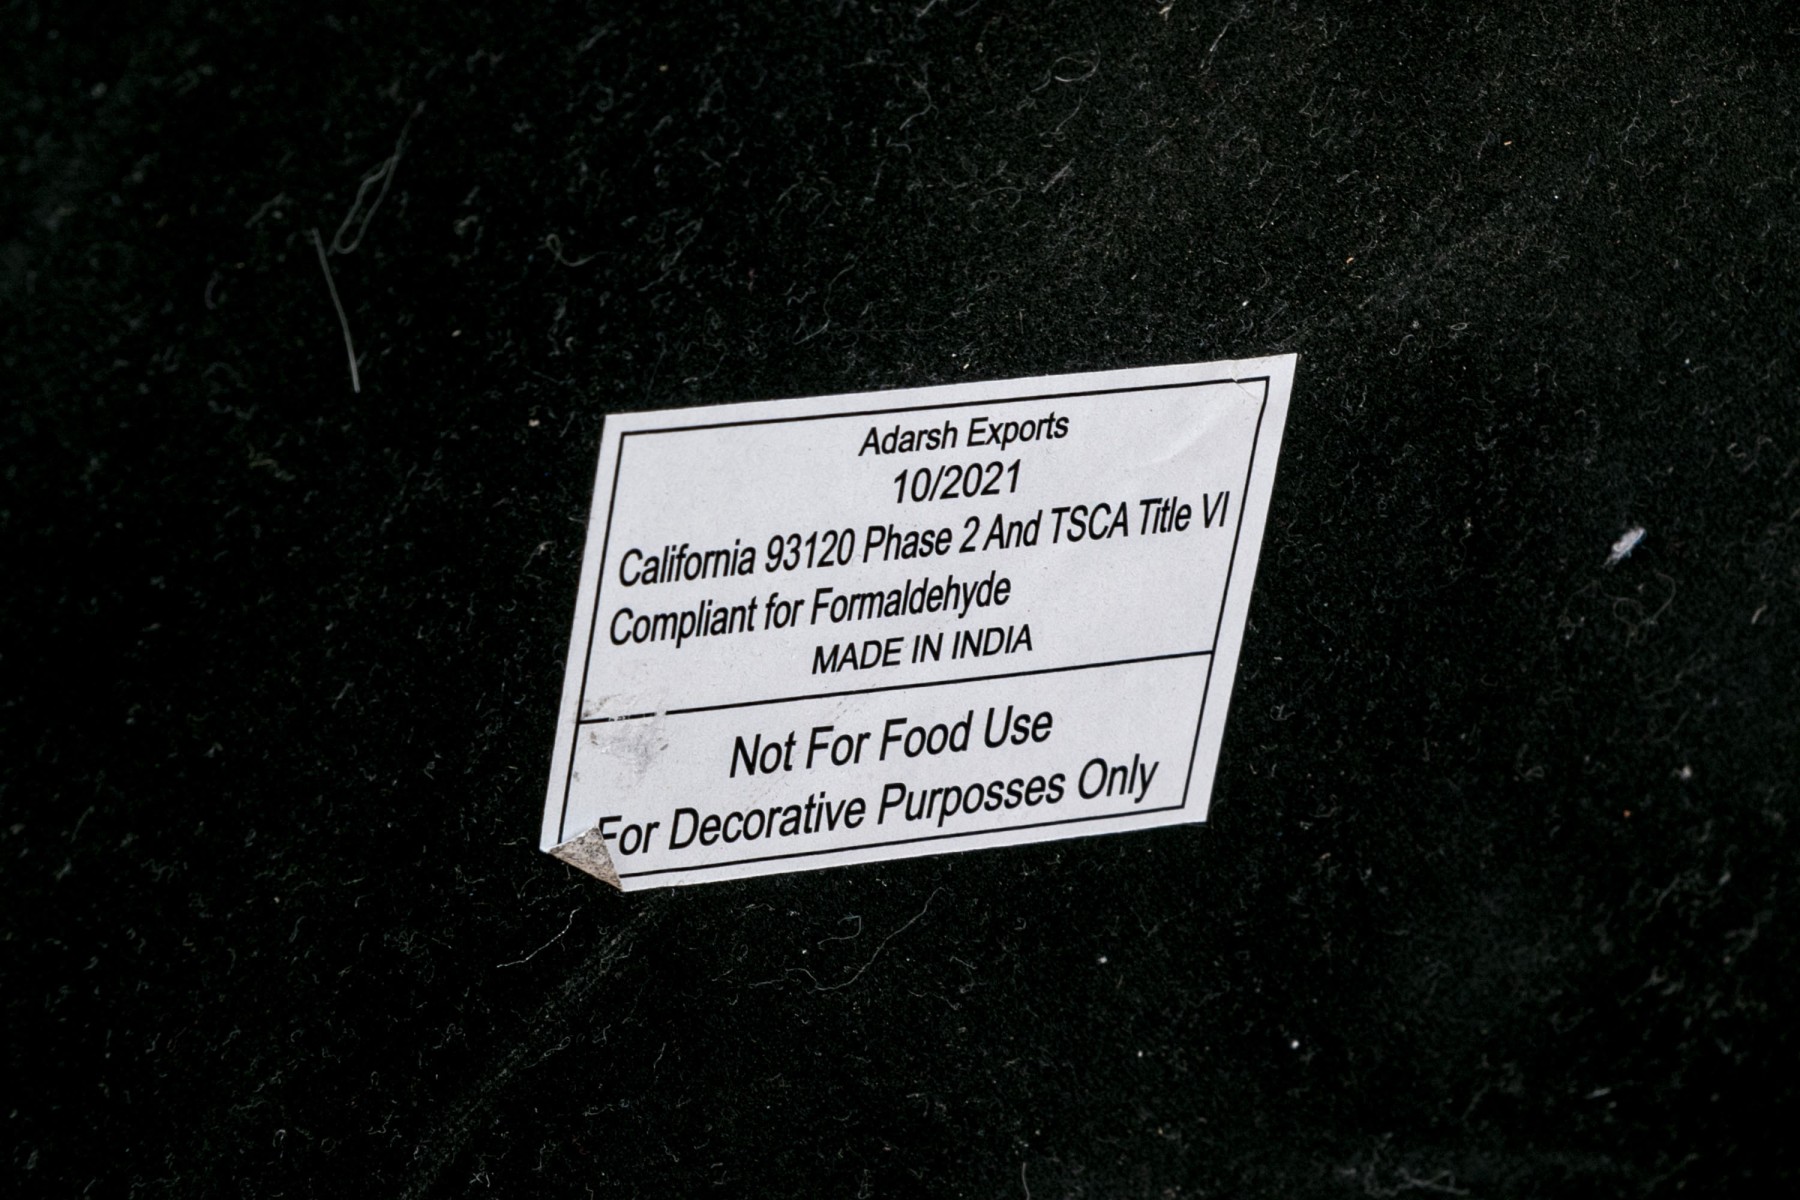 Adarsh Exports
10/2021
California 93120 Phase 2 And TSCA Title VI
Compliant for Formaldehyde
MADE IN INDIA
Not For Food Use
For Decorative Purposses Only